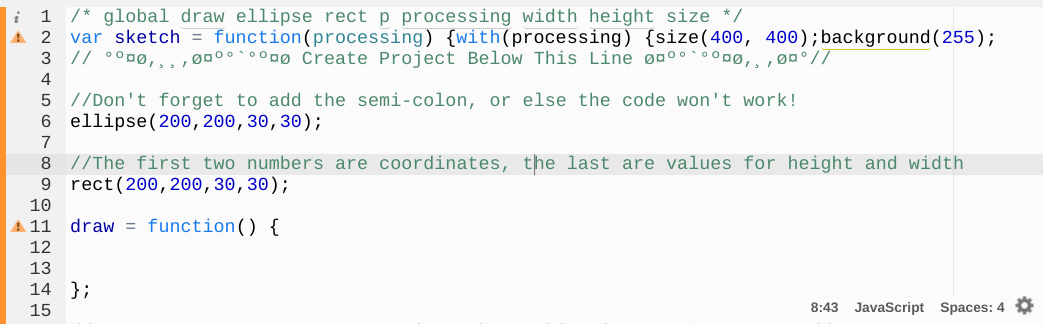 1 /* global draw ellipse rect p processing width height size */
2 var sketch = function(processing) {with(processing) {size(400, 400);background(255);
3 // °º¤ø,¸¸,ø¤º°`°º¤ø Create Project Below This Line ø¤º°`°º¤ø,¸,ø¤°//
4
5 //Don't forget to add the semi-colon, or else the code won't work!
6 ellipse(200,200,30,30);
7
8 //The first two numbers are coordinates, the last are values for height and width
9 rect(200,200,30,30);
10
11 draw = function() {
12
13
14 };
15
8:43 JavaScript Spaces: 4